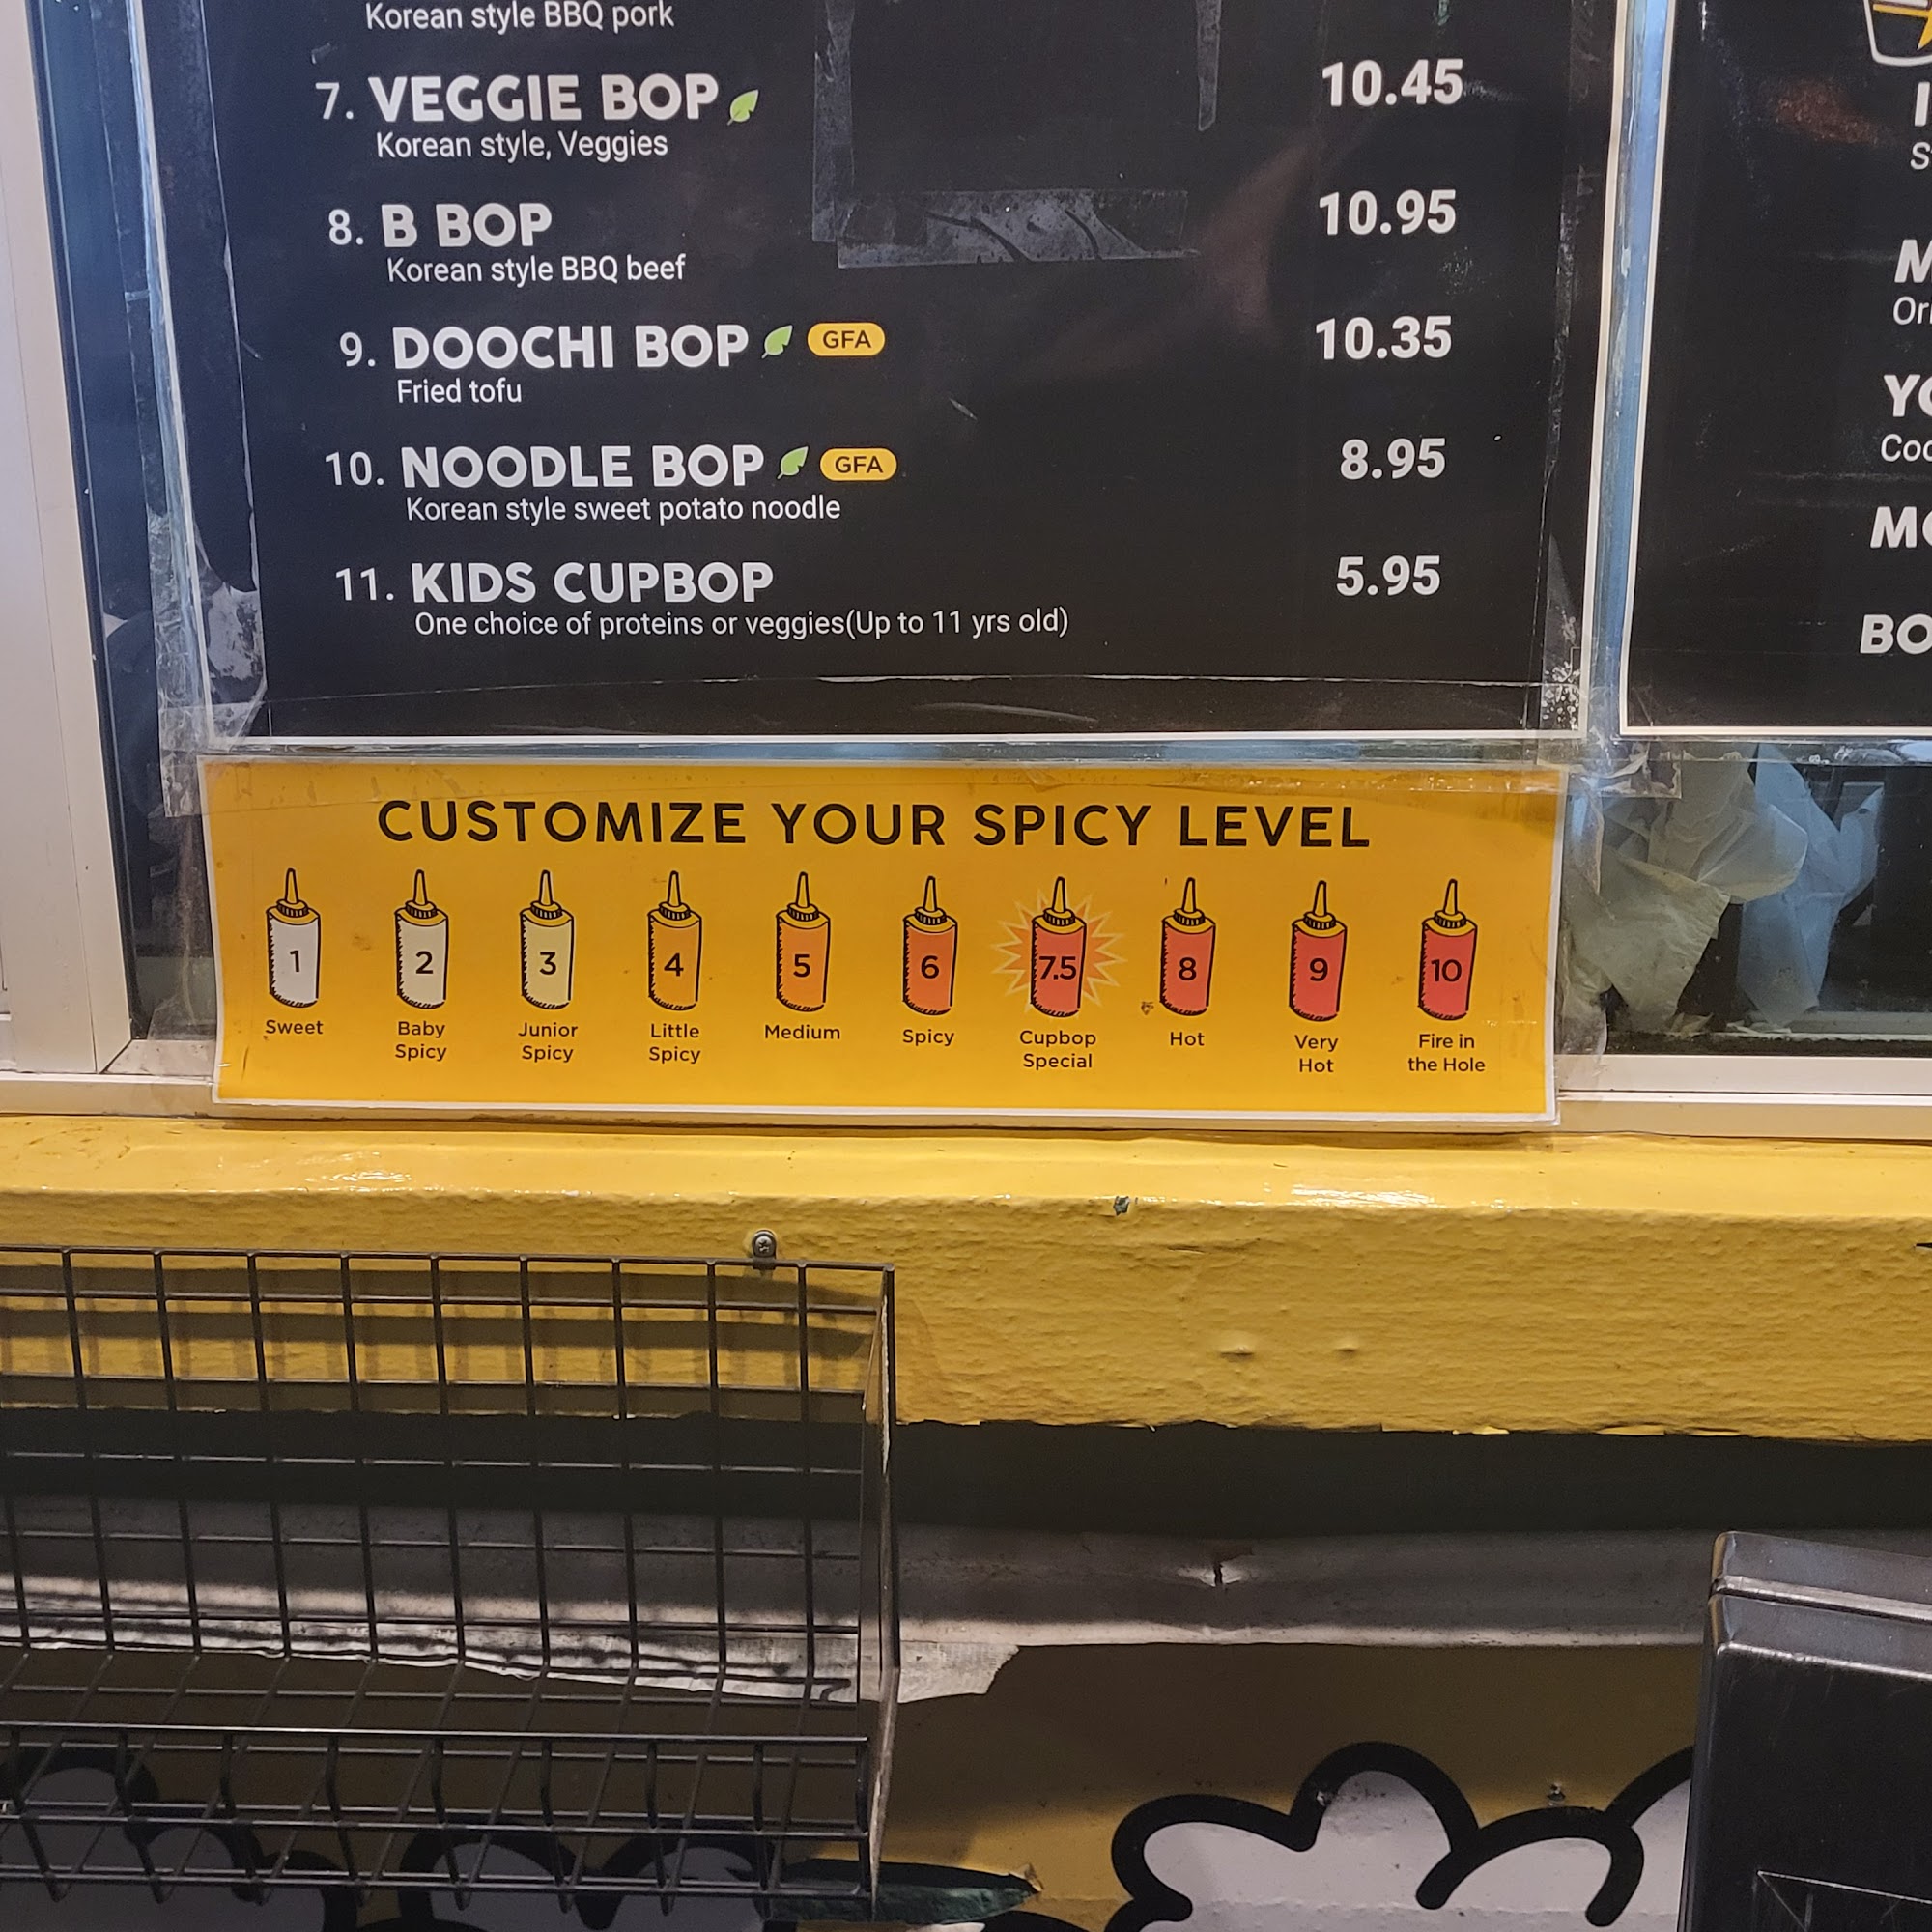 Korean style BBQ pork
7. VEGGIE BOP 10.45
Korean style, Veggies
8. B BOP 10.95
Korean style BBQ beef
9. DOOCHI BOP GFA 10.35
Fried tofu
10. NOODLE BOP GFA 8.95
Korean style sweet potato noodle
11. KIDS CUPBOP 5.95
One choice of proteins or veggies(Up to 11 yrs old)
CUSTOMIZE YOUR SPICY LEVEL
1 2 3 4 5 6 7.5 8 9 10
Sweet
Baby
Spicy
Junior
Spicy
Little
Spicy
Medium
Spicy
Cupbop
Special
Hot
Very
Hot
Fire in
the Hole